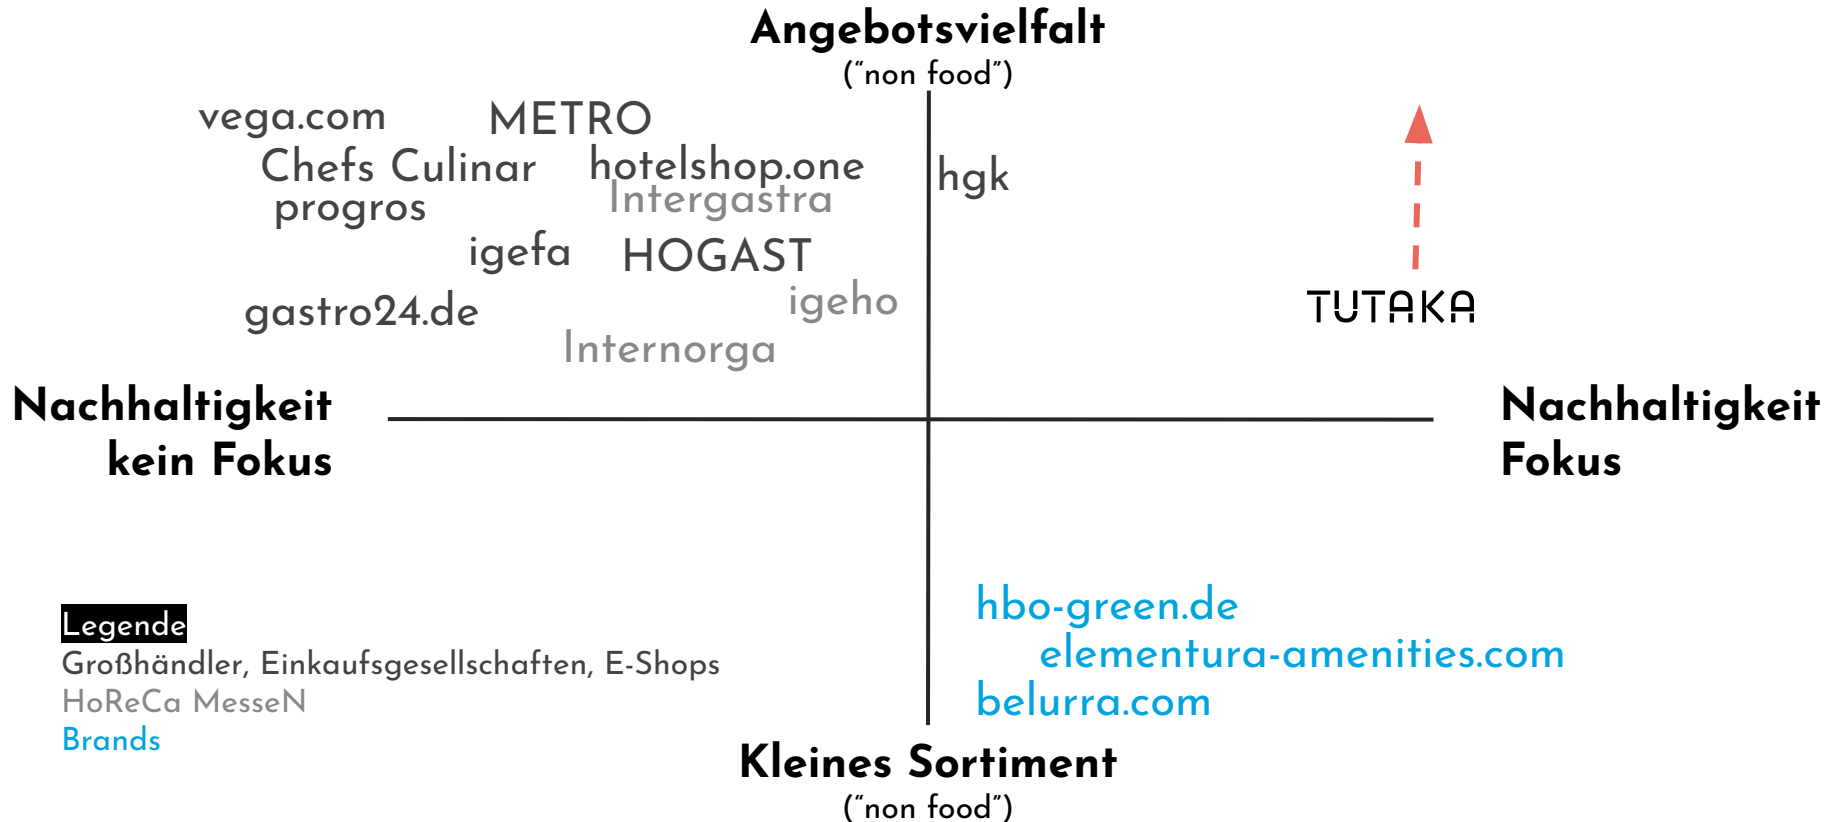 Angebotsvielfalt
(“non food”)
vega.com
METRO
Chefs Culinar
hotelshop.one
hgk
progros
Intergastra
igefa
HOGAST
igeho
TUTAKA
gastro24.de
Internorga
Nachhaltigkeit
kein Fokus
Nachhaltigkeit
Fokus
hbo-green.de
elementura-amenities.com
belurra.com
Legende
Großhändler, Einkaufsgesellschaften, E-Shops
HoReCa MesseN
Brands
Kleines Sortiment
(“non food”)